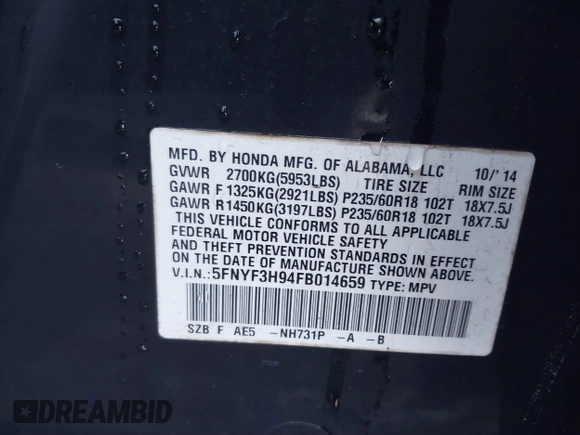 MFD. BY HONDA MFG. OF ALABAMA, LLC 10/'14
GVWR 2700KG(5953LBS) TIRE SIZE RIM SIZE
GAWR F 1325KG(2921LBS) P235/60R18 102T 18X7.5J
GAWR R1450KG(3197LBS) P235/60R18 102T 18X7.5J
THIS VEHICLE CONFORMS TO ALL APPLICABLE
FEDERAL MOTOR VEHICLE SAFETY
AND THEFT PREVENTION STANDARDS IN EFFECT
ON THE DATE OF MANUFACTURE SHOWN ABOVE.
V.I.N.: 5FNYF3H94FB014659 TYPE: MPV
SZB F AE5 -NH731P -A -B
DREAMBID